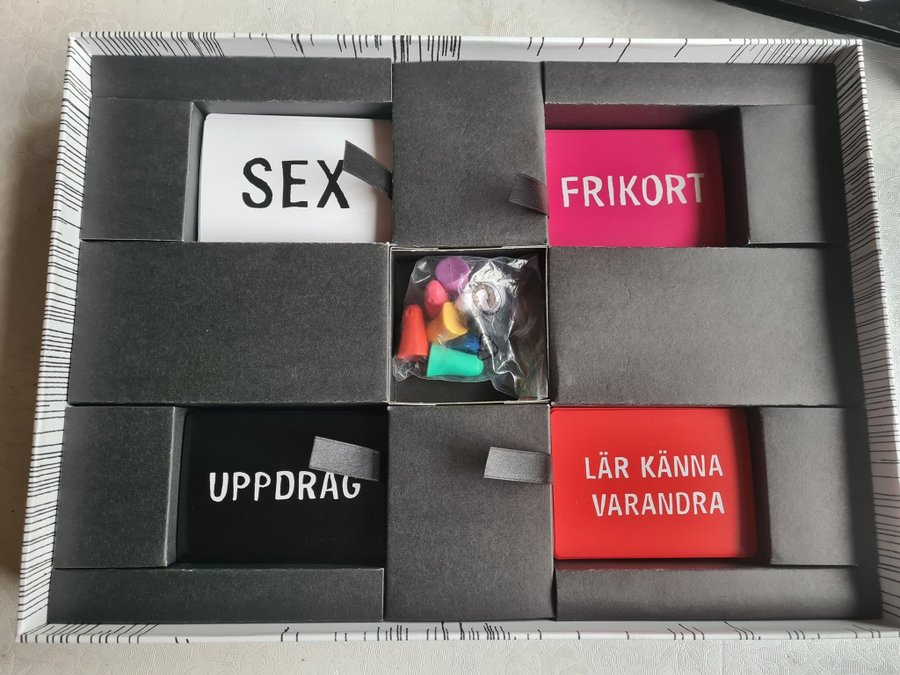 SEX
FRIKORT
UPPDRAG
LÄR KÄNNA
VARANDRA